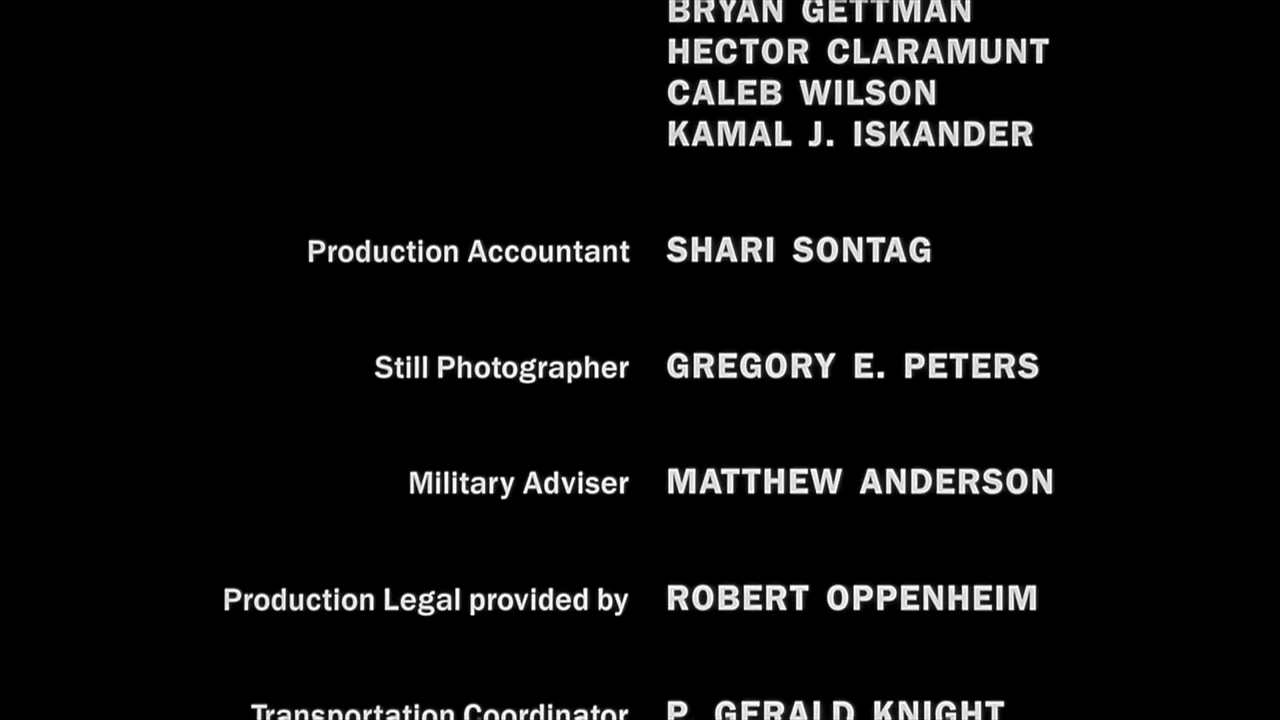 BRYAN GETTMAN
HECTOR CLARAMUNT
CALEB WILSON
KAMAL J. ISKANDER
Production Accountant SHARI SONTAG
Still Photographer GREGORY E. PETERS
Military Adviser MATTHEW ANDERSON
Production Legal provided by ROBERT OPPENHEIM
Transportation Coordinator P. GERALD KNIGHT